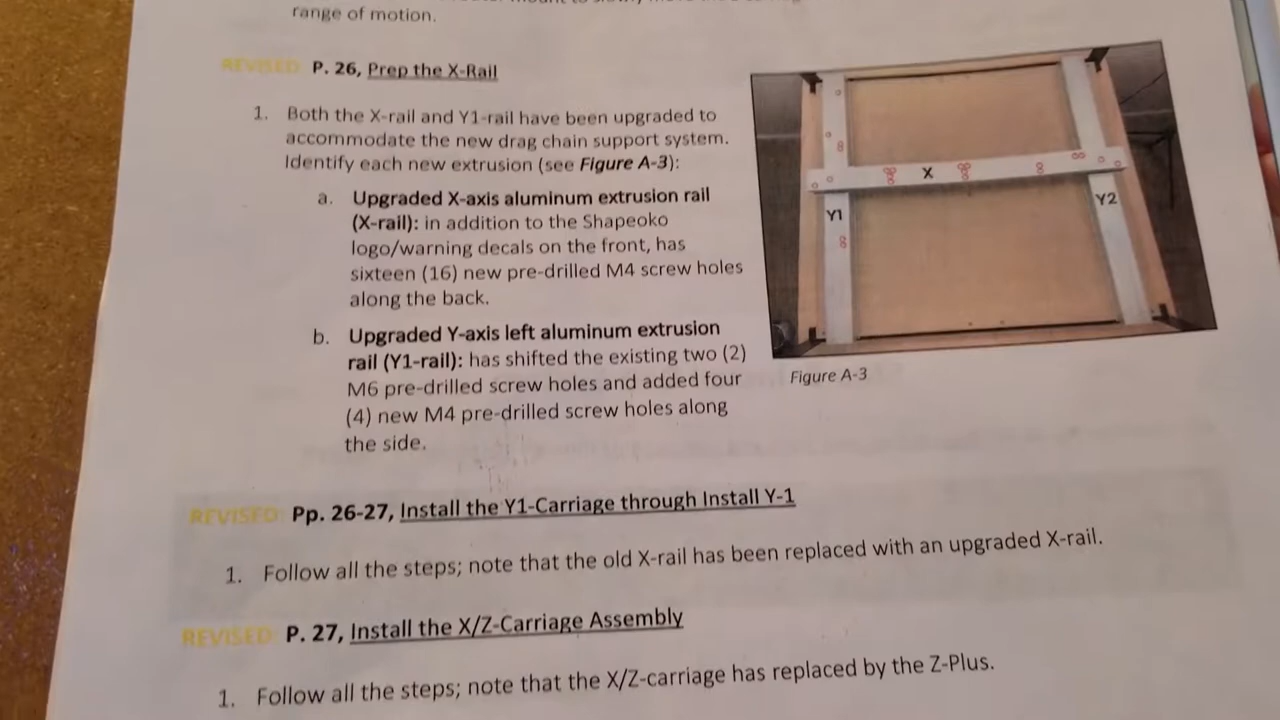 range of motion.
REVISED: P. 26, Prep the X-Rail
1. Both the X-rail and Y1-rail have been upgraded to
accommodate the new drag chain support system.
Identify each new extrusion (see Figure A-3):
a. Upgraded X-axis aluminum extrusion rail
(X-rail): in addition to the Shapeoko
logo/warning decals on the front, has
sixteen (16) new pre-drilled M4 screw holes
along the back.
b. Upgraded Y-axis left aluminum extrusion
rail (Y1-rail): has shifted the existing two (2)
M6 pre-drilled screw holes and added four
(4) new M4 pre-drilled screw holes along
the side.
X
Y1
Y2
Figure A-3
REVISED: Pp. 26-27, Install the Y1-Carriage through Install Y-1
1. Follow all the steps; note that the old X-rail has been replaced with an upgraded X-rail.
REVISED: P. 27, Install the X/Z-Carriage Assembly
1. Follow all the steps; note that the X/Z-carriage has replaced by the Z-Plus.